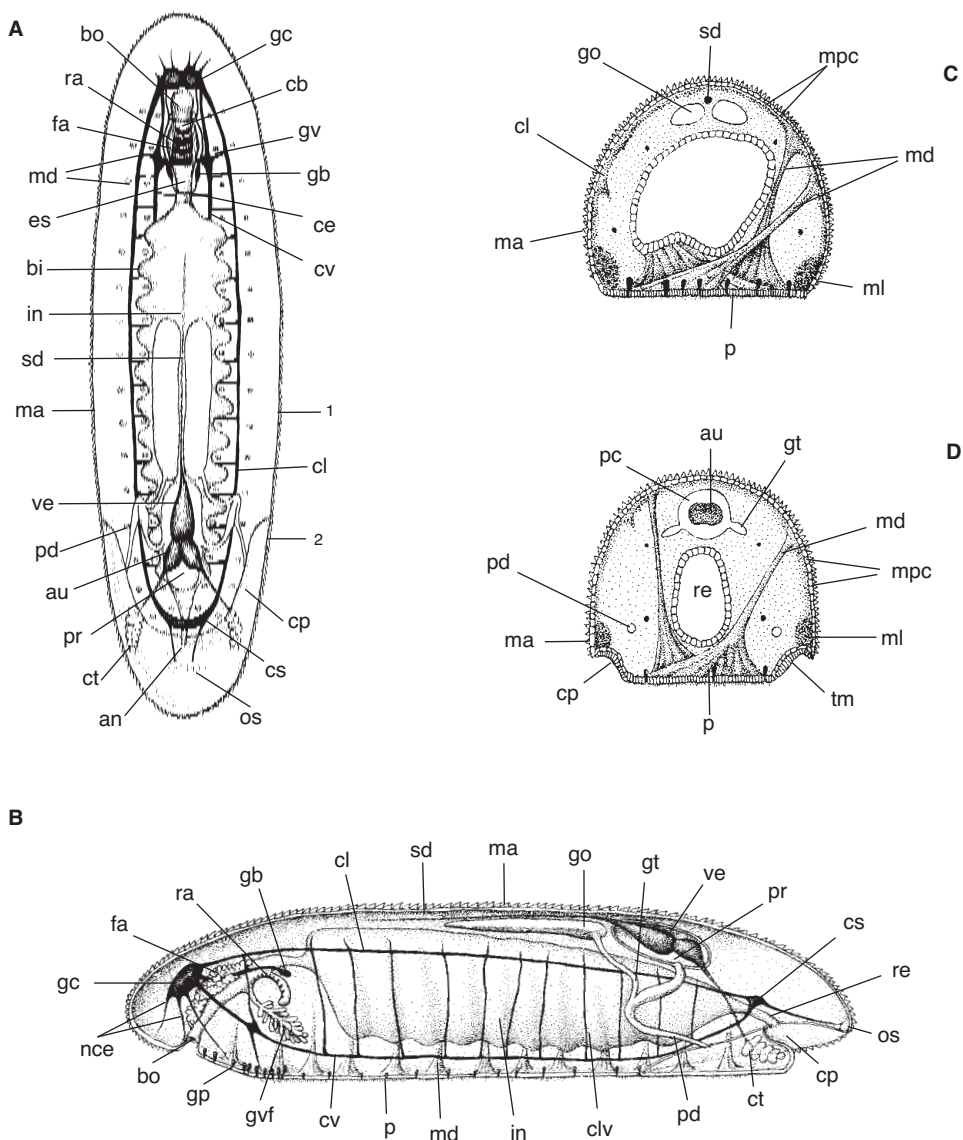 A
bo
ra
fa
md
es
bi
in
sd
ma
ve
pd
au
pr
ct
an
gc
cb
gv
gb
ce
cv
1
cl
2
cp
cs
os
C
sd
go
mpc
cl
md
ma
ml
p
D
au
pc
gt
md
pd
mpc
re
ma
ml
cp
tm
p
B
fa
ra
gb
cl
sd
ma
go
gt
ve
pr
cs
re
gc
nce
bo
gp
gvf
cv
p
md
in
clv
pd
ct
cp
os